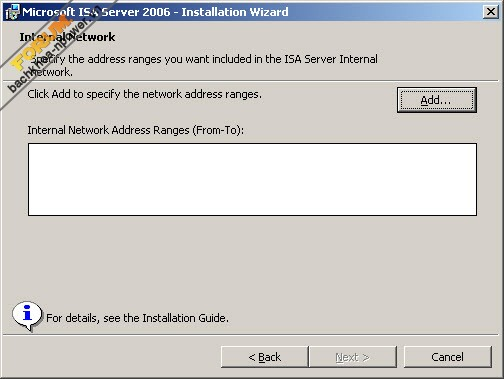 Microsoft ISA Server 2006 - Installation Wizard
Internal Network
Specify the address ranges you want included in the ISA Server Internal
Network.
Click Add to specify the network address ranges.
Add...
Internal Network Address Ranges (From-To):
For details, see the Installation Guide.
< Back
Next >
Cancel
FORUM